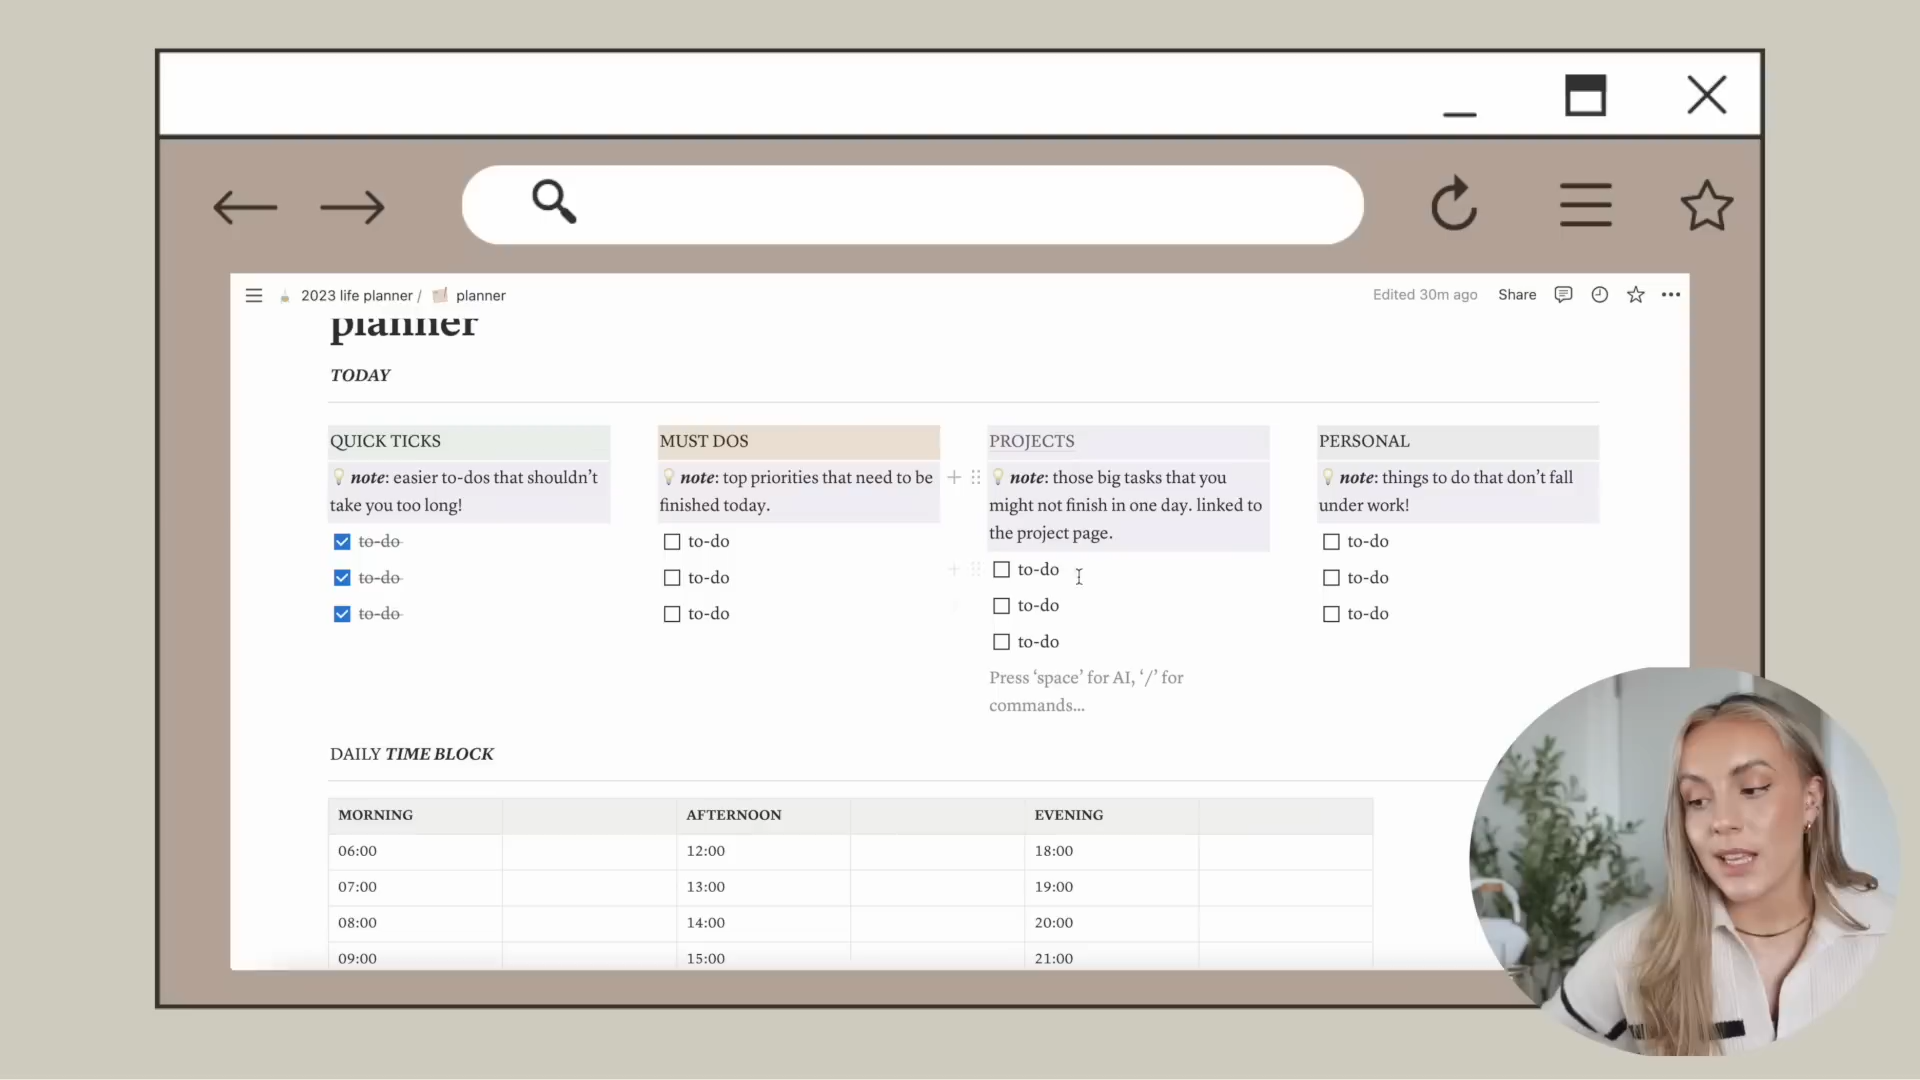 2023 life planner / planner
Edited 30m ago Share
planner
TODAY
QUICK TICKS
note: easier to-dos that shouldn’t
take you too long!
to-do
to-do
to-do
MUST DOS
note: top priorities that need to be
finished today.
to-do
to-do
to-do
PROJECTS
note: those big tasks that you
might not finish in one day. linked to
the project page.
to-do
to-do
to-do
Press ‘space’ for AI, ‘/’ for
commands...
PERSONAL
note: things to do that don’t fall
under work!
to-do
to-do
to-do
DAILY TIME BLOCK
MORNING AFTERNOON EVENING
06:00 12:00 18:00
07:00 13:00 19:00
08:00 14:00 20:00
09:00 15:00 21:00